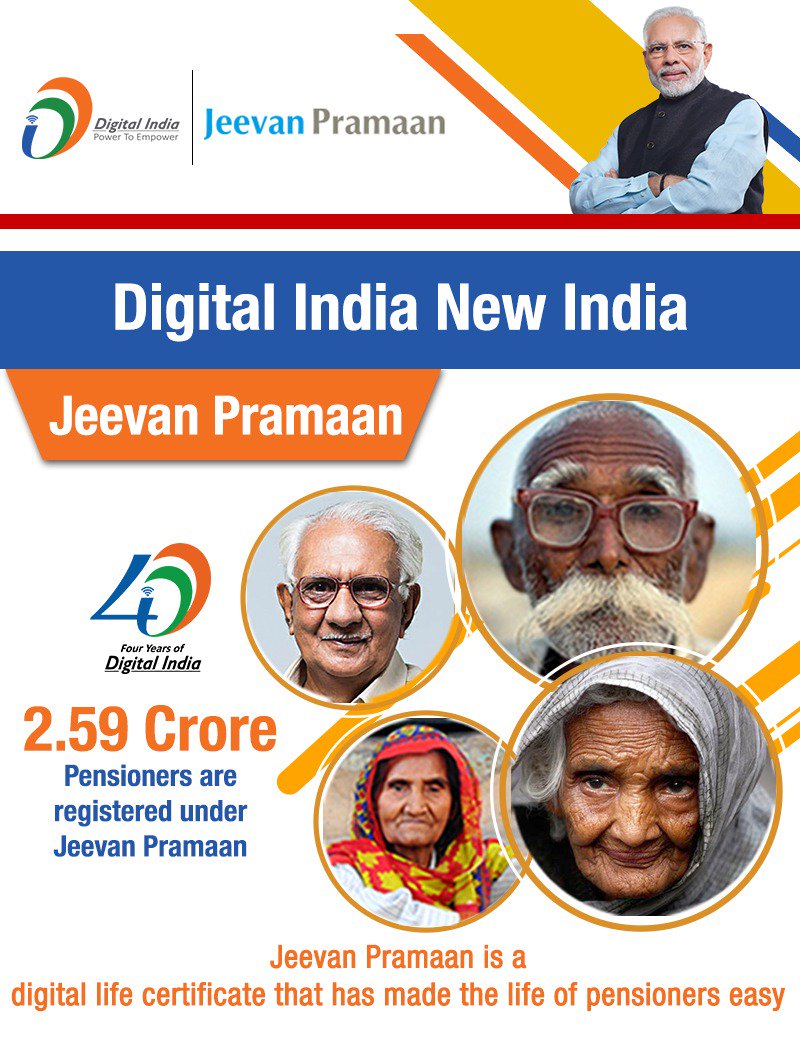 Digital India
Power To Empower
Jeevan Pramaan
Digital India New India
Jeevan Pramaan
40
Four Years of
Digital India
2.59 Crore
Pensioners are
registered under
Jeevan Pramaan
Jeevan Pramaan is a
digital life certificate that has made the life of pensioners easy